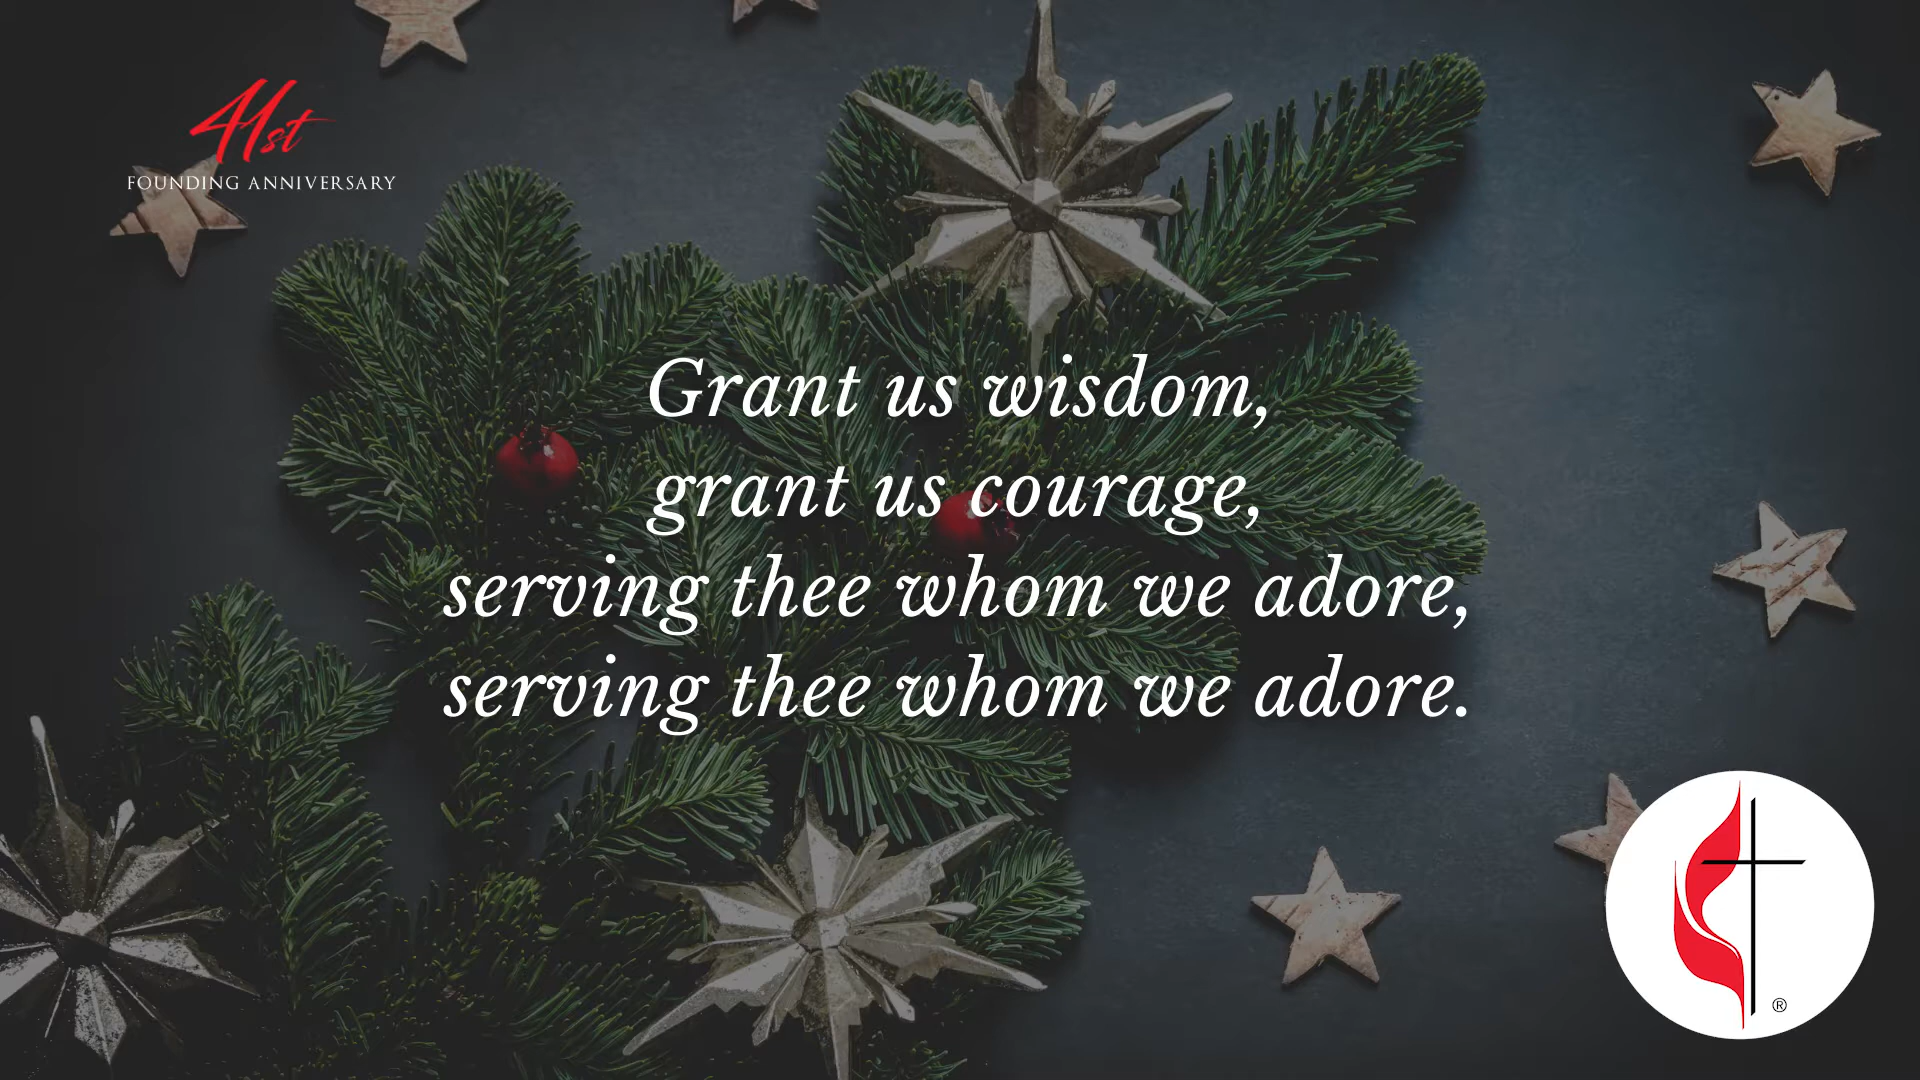 41st
FOUNDING ANNIVERSARY
Grant us wisdom,
grant us courage,
serving thee whom we adore,
serving thee whom we adore.
®